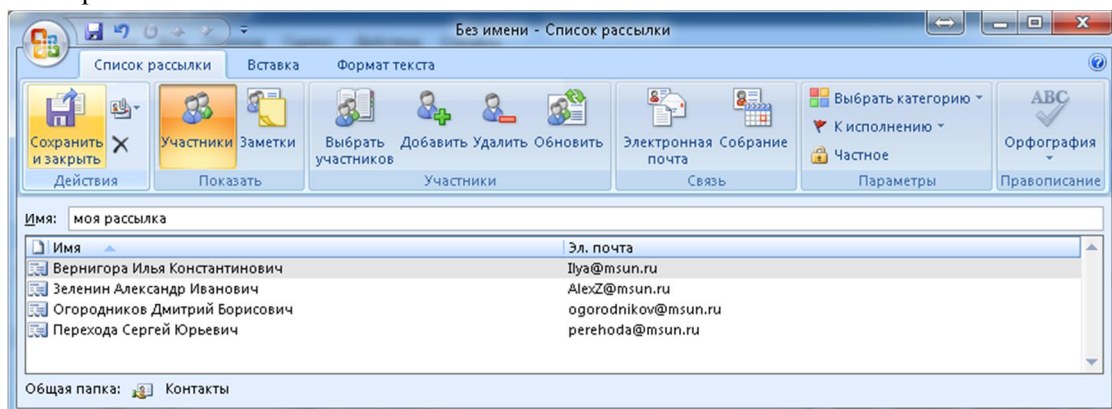 Без имени - Список рассылки
Список рассылки Вставка Формат текста
Сохранить и закрыть
Действия
Участники Заметки
Показать
Выбрать участников Добавить Удалить Обновить
Участники
Электронная почта Собрание
Связь
Выбрать категорию
К исполнению
Частное
Параметры
ABC
Орфография
Правописание
Имя: моя рассылка
Имя Эл. почта
Вернигора Илья Константинович Ilya@msun.ru
Зеленин Александр Иванович AlexZ@msun.ru
Огородников Дмитрий Борисович ogorodnikov@msun.ru
Перехода Сергей Юрьевич perehoda@msun.ru
Общая папка: Контакты